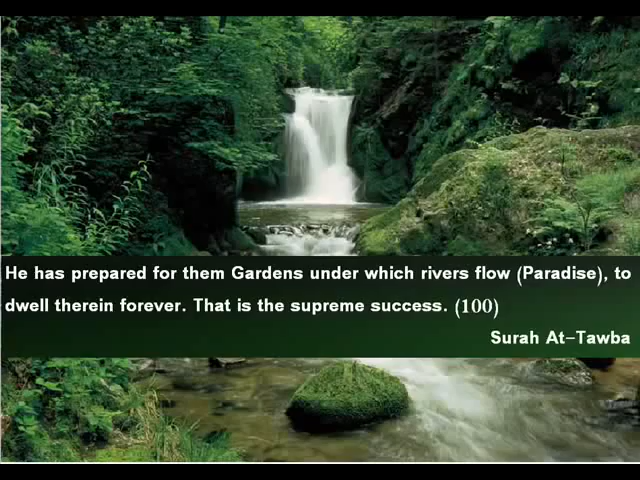 He has prepared for them Gardens under which rivers flow (Paradise), to
dwell therein forever. That is the supreme success. (100)
Surah At-Tawba